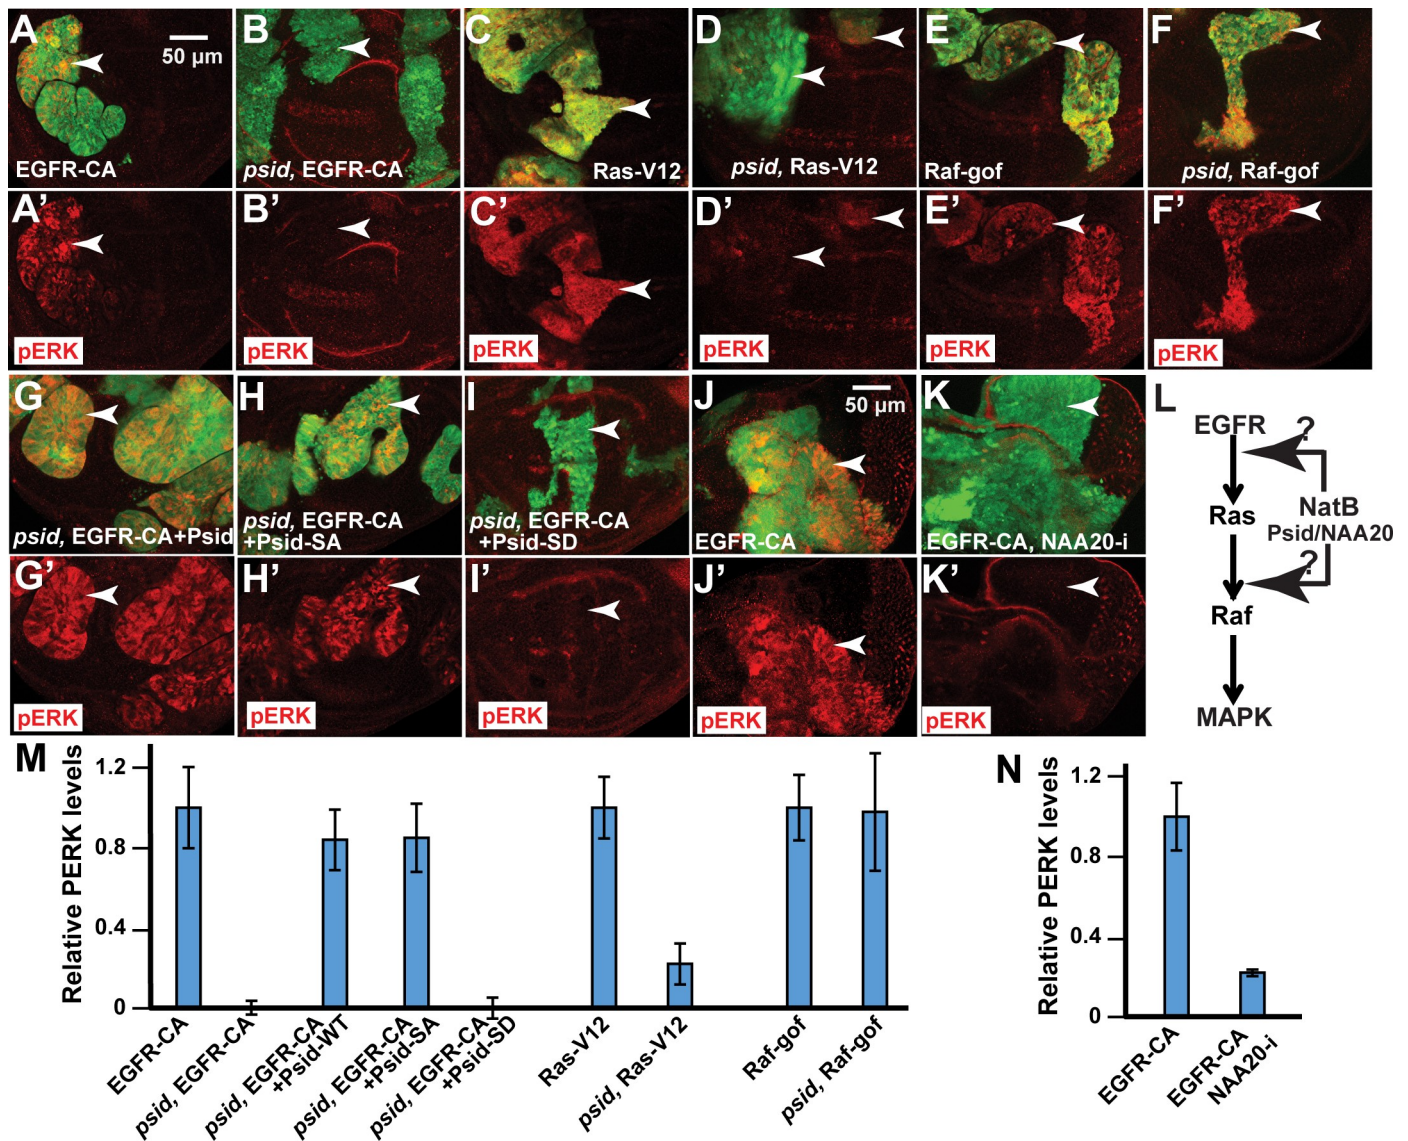 A
50 µm
EGFR-CA
B
psid, EGFR-CA
C
Ras-V12
D
psid, Ras-V12
E
Raf-gof
F
psid, Raf-gof
A’
pERK
B’
pERK
C’
pERK
D’
pERK
E’
pERK
F’
pERK
G
psid, EGFR-CA+Psid
H
psid, EGFR-CA
+Psid-SA
I
psid, EGFR-CA
+Psid-SD
J
50 µm
EGFR-CA
K
EGFR-CA, NAA20-i
G’
pERK
H’
pERK
I’
pERK
J’
pERK
K’
pERK
L
EGFR
?
Ras
NatB
Psid/NAA20
?
Raf
MAPK
M
Relative PERK levels
1.2
0.8
0.4
0
EGFR-CA
psid, EGFR-CA
psid, EGFR-CA
+Psid-WT
psid, EGFR-CA
+Psid-SA
psid, EGFR-CA
+Psid-SD
Ras-V12
psid, Ras-V12
Raf-gof
psid, Raf-gof
N
Relative PERK levels
1.2
0.8
0.4
0
EGFR-CA
EGFR-CA
NAA20-i